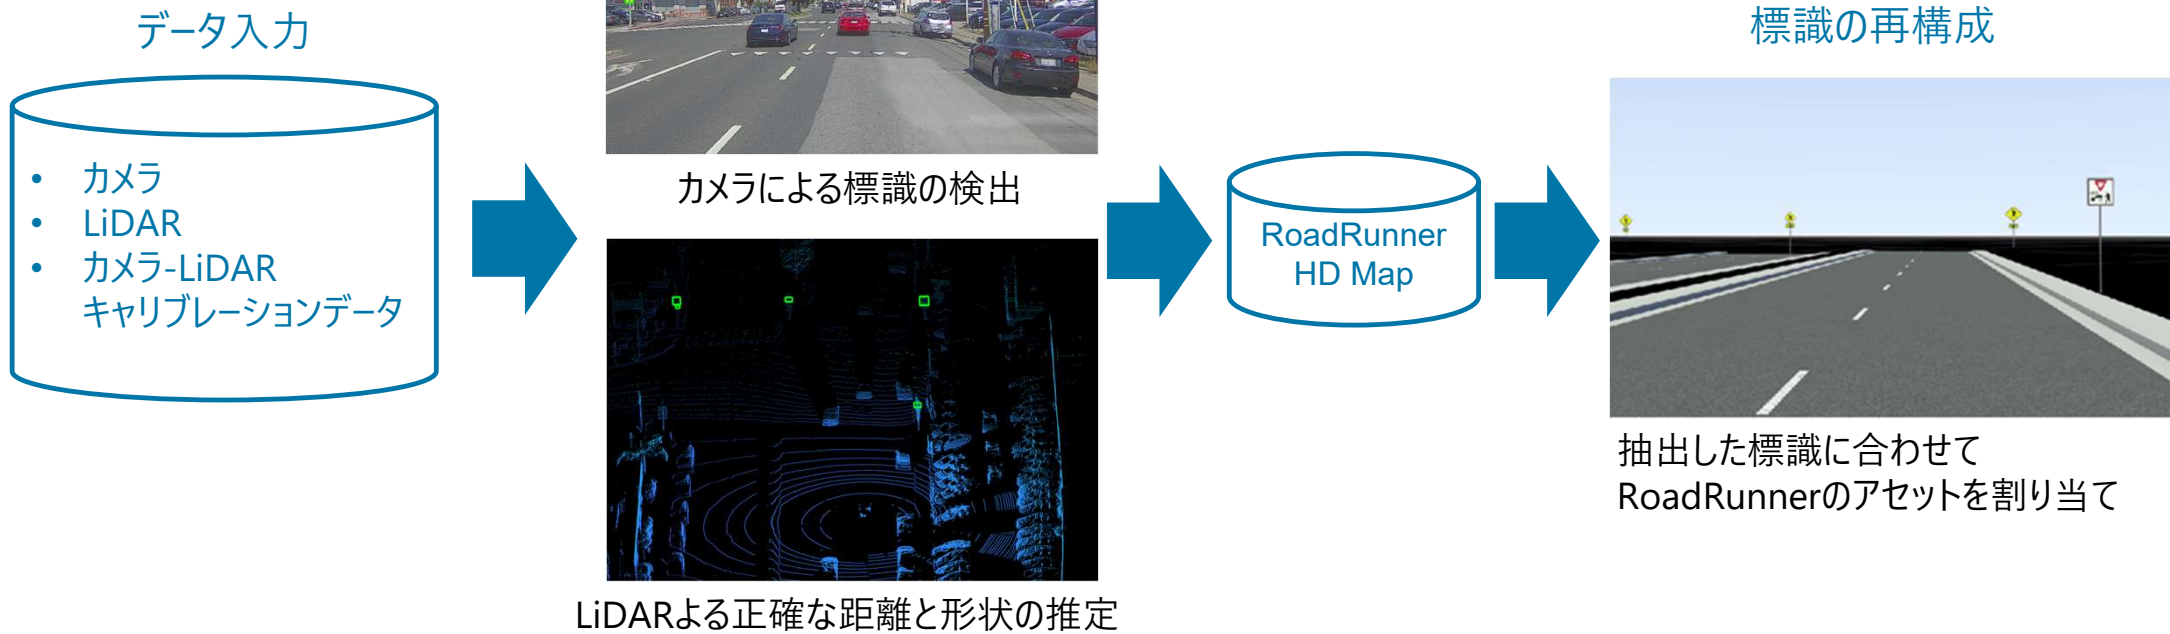 データ入力
• カメラ
• LiDAR
• カメラ-LiDAR
キャリブレーションデータ
カメラによる標識の検出
LiDARよる正確な距離と形状の推定
RoadRunner
HD Map
標識の再構成
抽出した標識に合わせて
RoadRunnerのアセットを割り当て